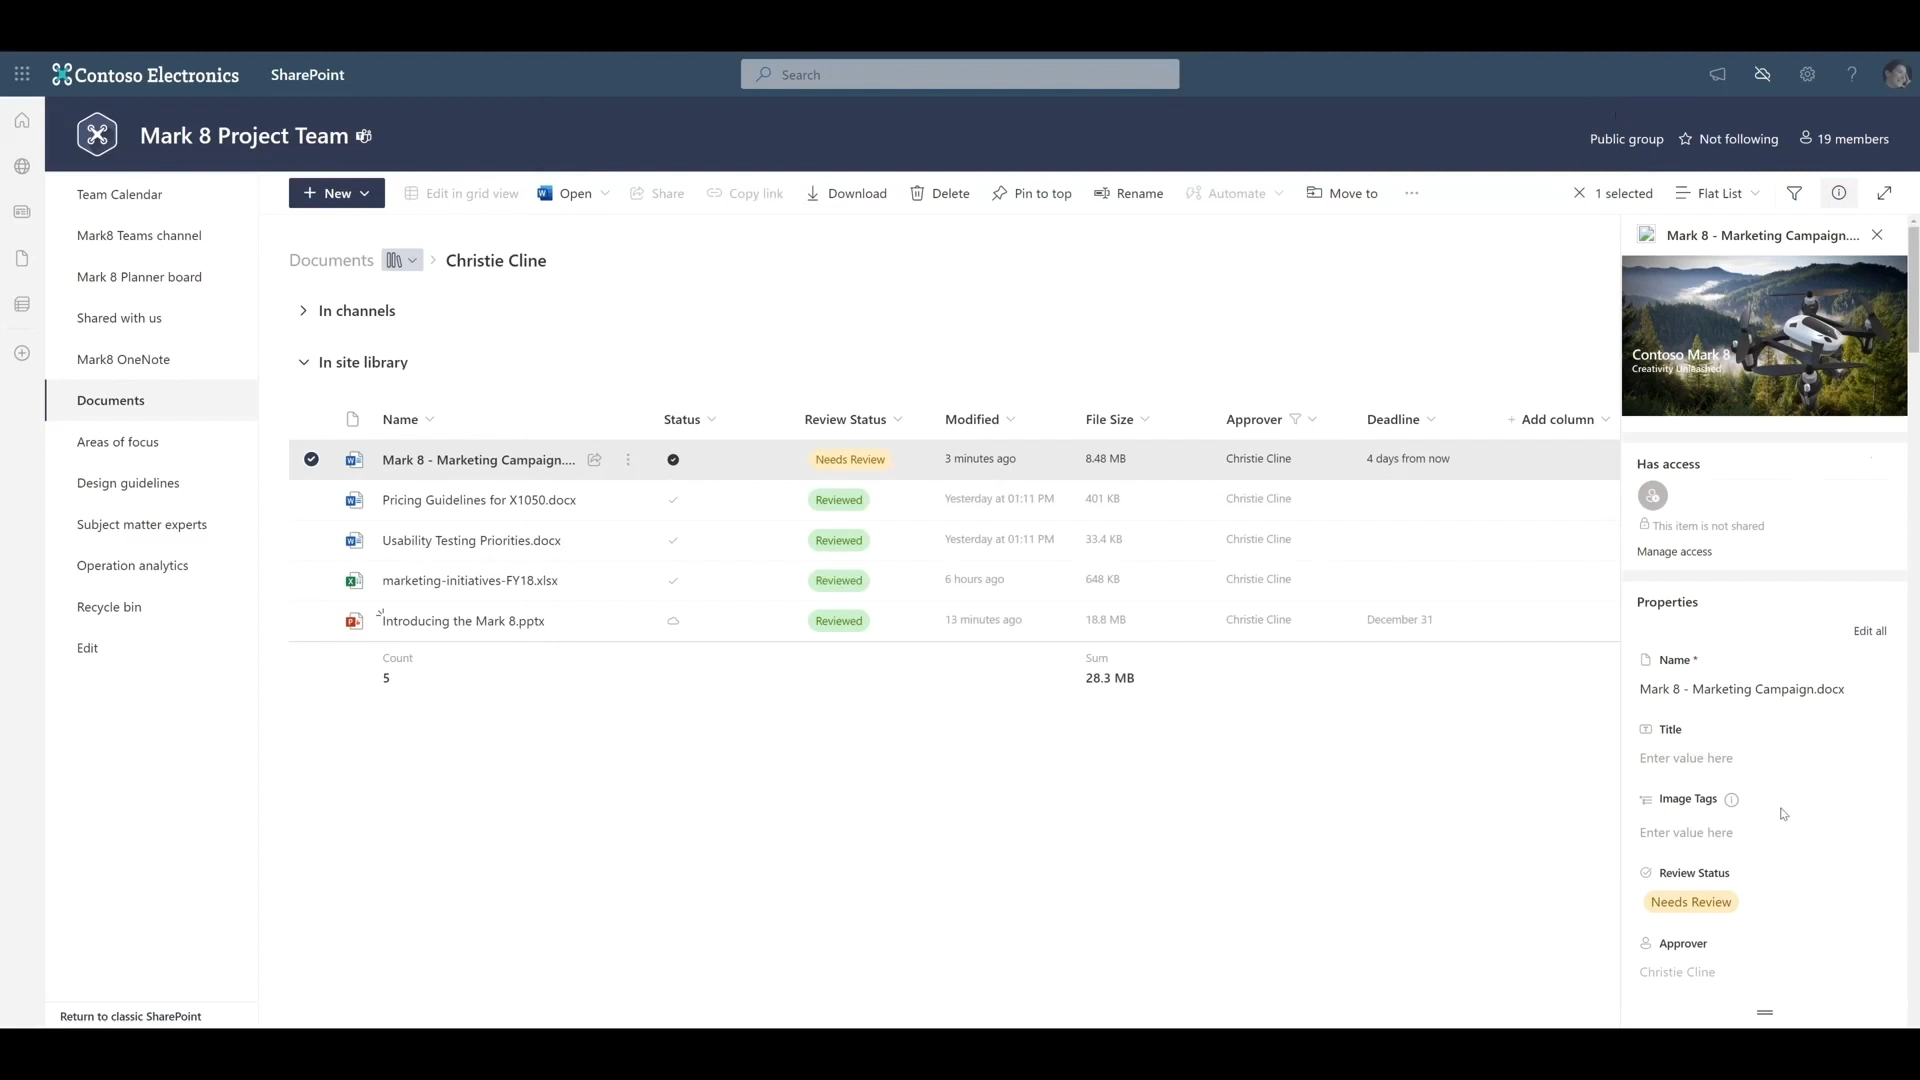 Contoso Electronics SharePoint Search
Mark 8 Project Team
Public group Not following 19 members
Team Calendar
Mark8 Teams channel
Mark 8 Planner board
Shared with us
Mark8 OneNote
Documents
Areas of focus
Design guidelines
Subject matter experts
Operation analytics
Recycle bin
Edit
Return to classic SharePoint
+ New Edit in grid view Open Share Copy link Download Delete Pin to top Rename Automate Move to ... 1 selected Flat List
Documents > Christie Cline
In channels
In site library
Name Status Review Status Modified File Size Approver Deadline + Add column
Mark 8 - Marketing Campaign.... Needs Review 3 minutes ago 8.48 MB Christie Cline 4 days from now
Pricing Guidelines for X1050.docx Reviewed Yesterday at 01:11 PM 401 KB Christie Cline
Usability Testing Priorities.docx Reviewed Yesterday at 01:11 PM 33.4 KB Christie Cline
marketing-initiatives-FY18.xlsx Reviewed 6 hours ago 648 KB Christie Cline
Introducing the Mark 8.pptx Reviewed 13 minutes ago 18.8 MB Christie Cline December 31
Count Sum
5 28.3 MB
Mark 8 - Marketing Campaign....
Contoso Mark 8
Creativity Unleashed
Has access
This item is not shared
Manage access
Properties
Edit all
Name *
Mark 8 - Marketing Campaign.docx
Title
Enter value here
Image Tags
Enter value here
Review Status
Needs Review
Approver
Christie Cline